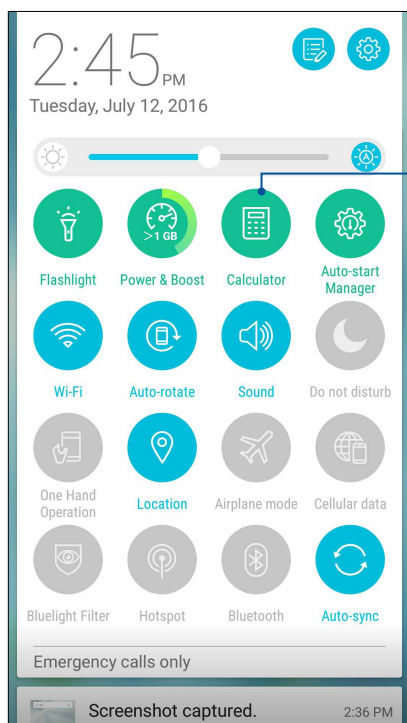 2:45 PM
Tuesday, July 12, 2016
A
>1 GB
Flashlight
Power & Boost
Calculator
Auto-start
Manager
Wi-Fi
Auto-rotate
Sound
Do not disturb
One Hand
Operation
Location
Airplane mode
Cellular data
Bluelight Filter
Hotspot
Bluetooth
Auto-sync
Emergency calls only
Screenshot captured.
2:36 PM